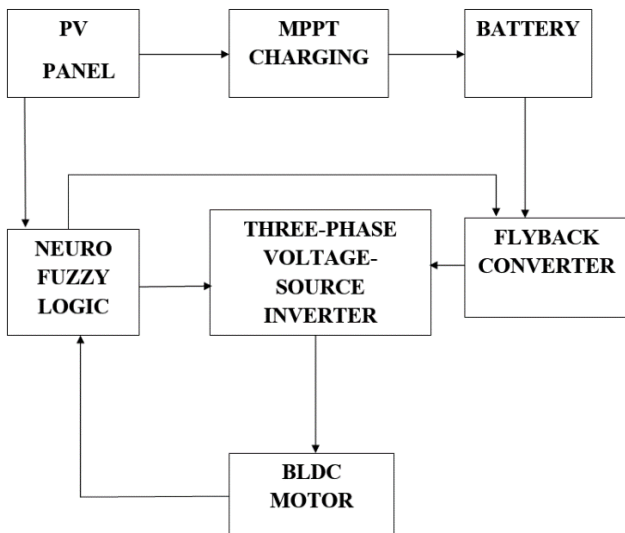 PV
PANEL
MPPT
CHARGING
BATTERY
NEURO
FUZZY
LOGIC
THREE-PHASE
VOLTAGE-
SOURCE
INVERTER
FLYBACK
CONVERTER
BLDC
MOTOR